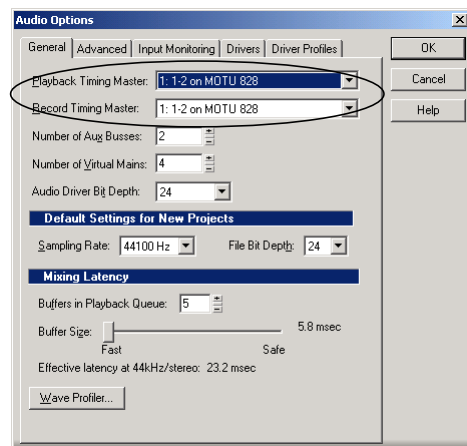 Audio Options
General Advanced Input Monitoring Drivers Driver Profiles
OK
Playback Timing Master: 1: 1-2 on MOTU 828
Cancel
Record Timing Master: 1: 1-2 on MOTU 828
Help
Number of Aux Busses: 2
Number of Virtual Mains: 4
Audio Driver Bit Depth: 24
Default Settings for New Projects
Sampling Rate: 44100 Hz File Bit Depth: 24
Mixing Latency
Buffers in Playback Queue: 5
Buffer Size: 5.8 msec
Fast Safe
Effective latency at 44kHz/stereo: 23.2 msec
Wave Profiler...